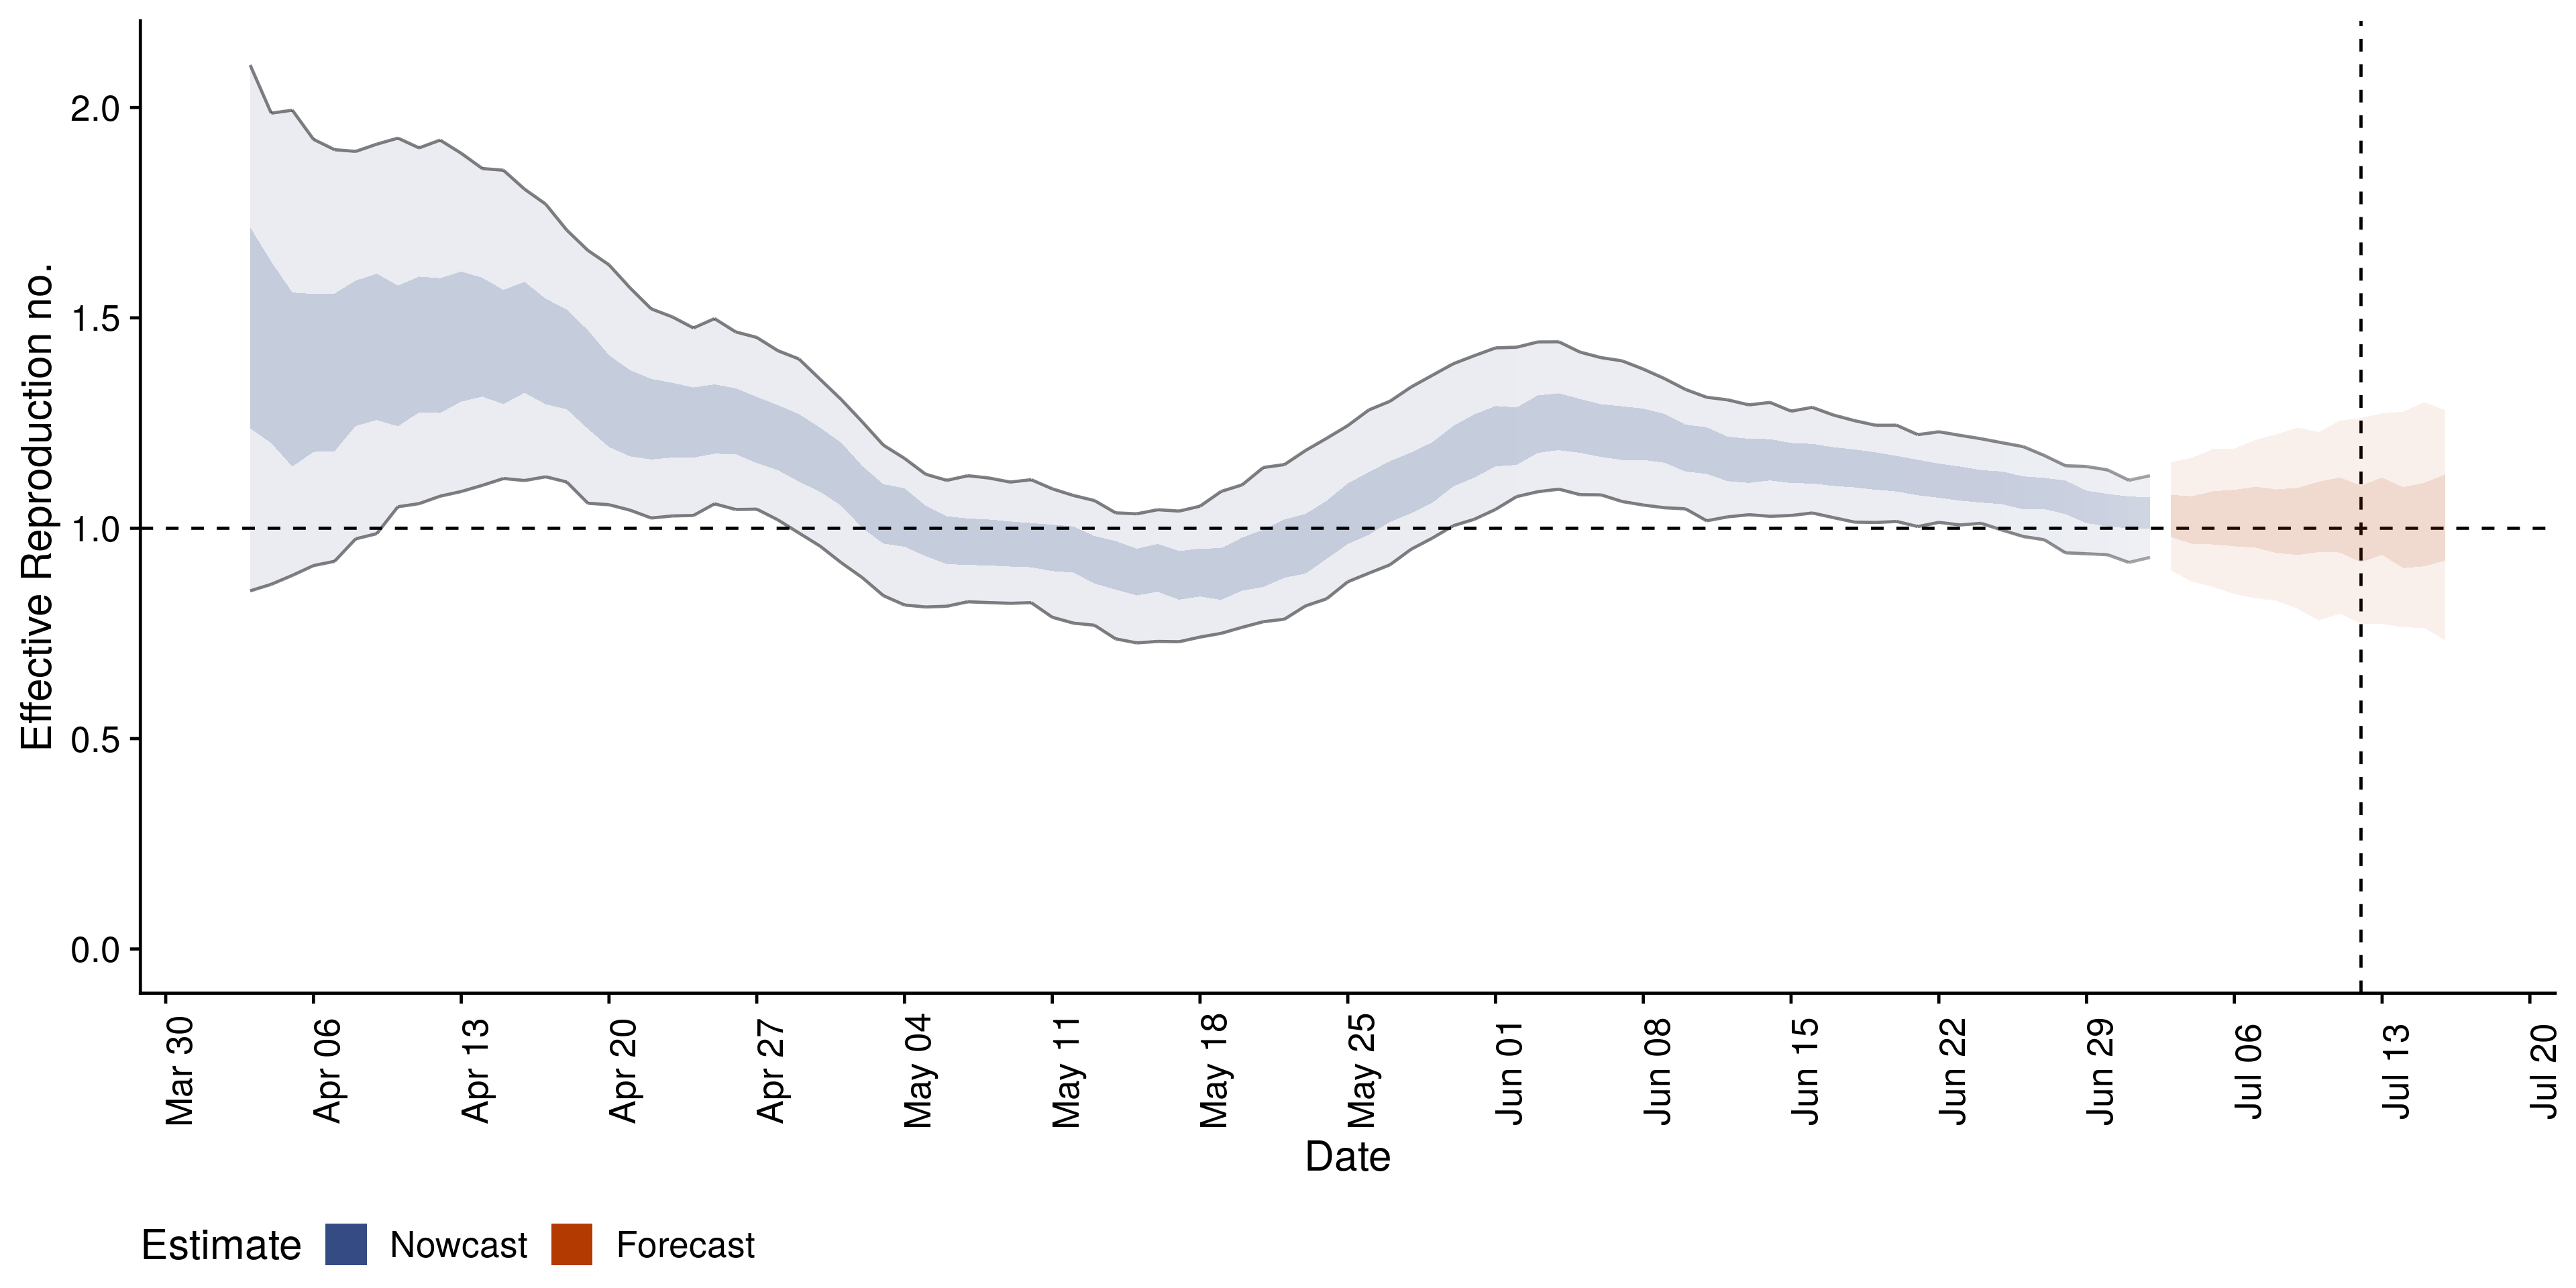 Effective Reproduction no.
2.0
1.5
1.0
0.5
0.0
Mar 30
Apr 06
Apr 13
Apr 20
Apr 27
May 04
May 11
May 18
May 25
Jun 01
Jun 08
Jun 15
Jun 22
Jun 29
Jul 06
Jul 13
Jul 20
Date
Estimate Nowcast Forecast